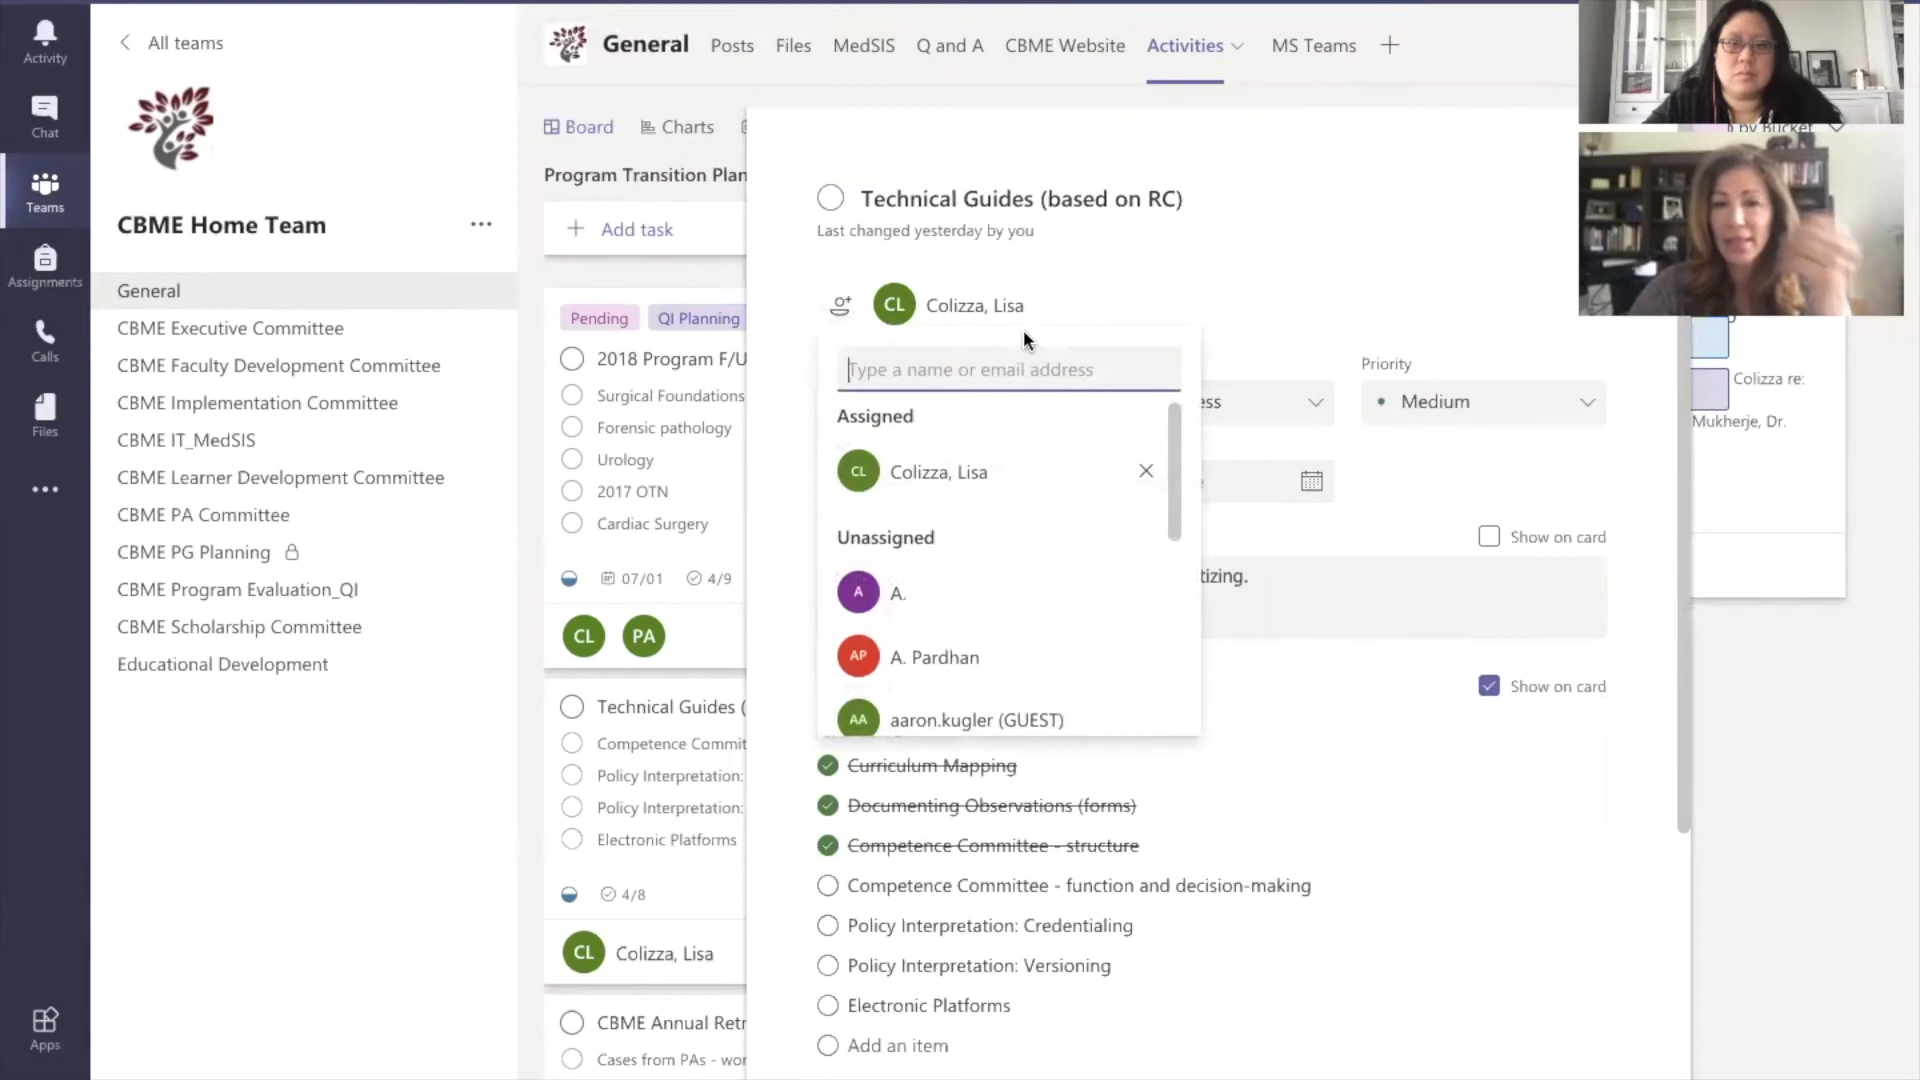 Activity
Chat
Teams
Assignments
Calls
Files
Apps
All teams
CBME Home Team
General
CBME Executive Committee
CBME Faculty Development Committee
CBME Implementation Committee
CBME IT_MedSIS
CBME Learner Development Committee
CBME PA Committee
CBME PG Planning
CBME Program Evaluation_QI
CBME Scholarship Committee
Educational Development
General Posts Files MedSIS Q and A CBME Website Activities MS Teams
Board Charts
by Bucket
Program Transition Plan
Add task
Pending QI Planning
2018 Program F/U
Surgical Foundations
Forensic pathology
Urology
2017 OTN
Cardiac Surgery
07/01 4/9
CL PA
Technical Guides (
Competence Commit
Policy Interpretation:
Policy Interpretation:
Electronic Platforms
4/8
CL Colizza, Lisa
CBME Annual Retr
Cases from PAs - wor
Technical Guides (based on RC)
Last changed yesterday by you
CL Colizza, Lisa
Type a name or email address
Assigned
CL Colizza, Lisa
Unassigned
A A.
AP A. Pardhan
AA aaron.kugler (GUEST)
ess
Priority
Medium
Show on card
tizing.
Show on card
Curriculum Mapping
Documenting Observations (forms)
Competence Committee - structure
Competence Committee - function and decision-making
Policy Interpretation: Credentialing
Policy Interpretation: Versioning
Electronic Platforms
Add an item
Colizza re:
Mukherje, Dr.